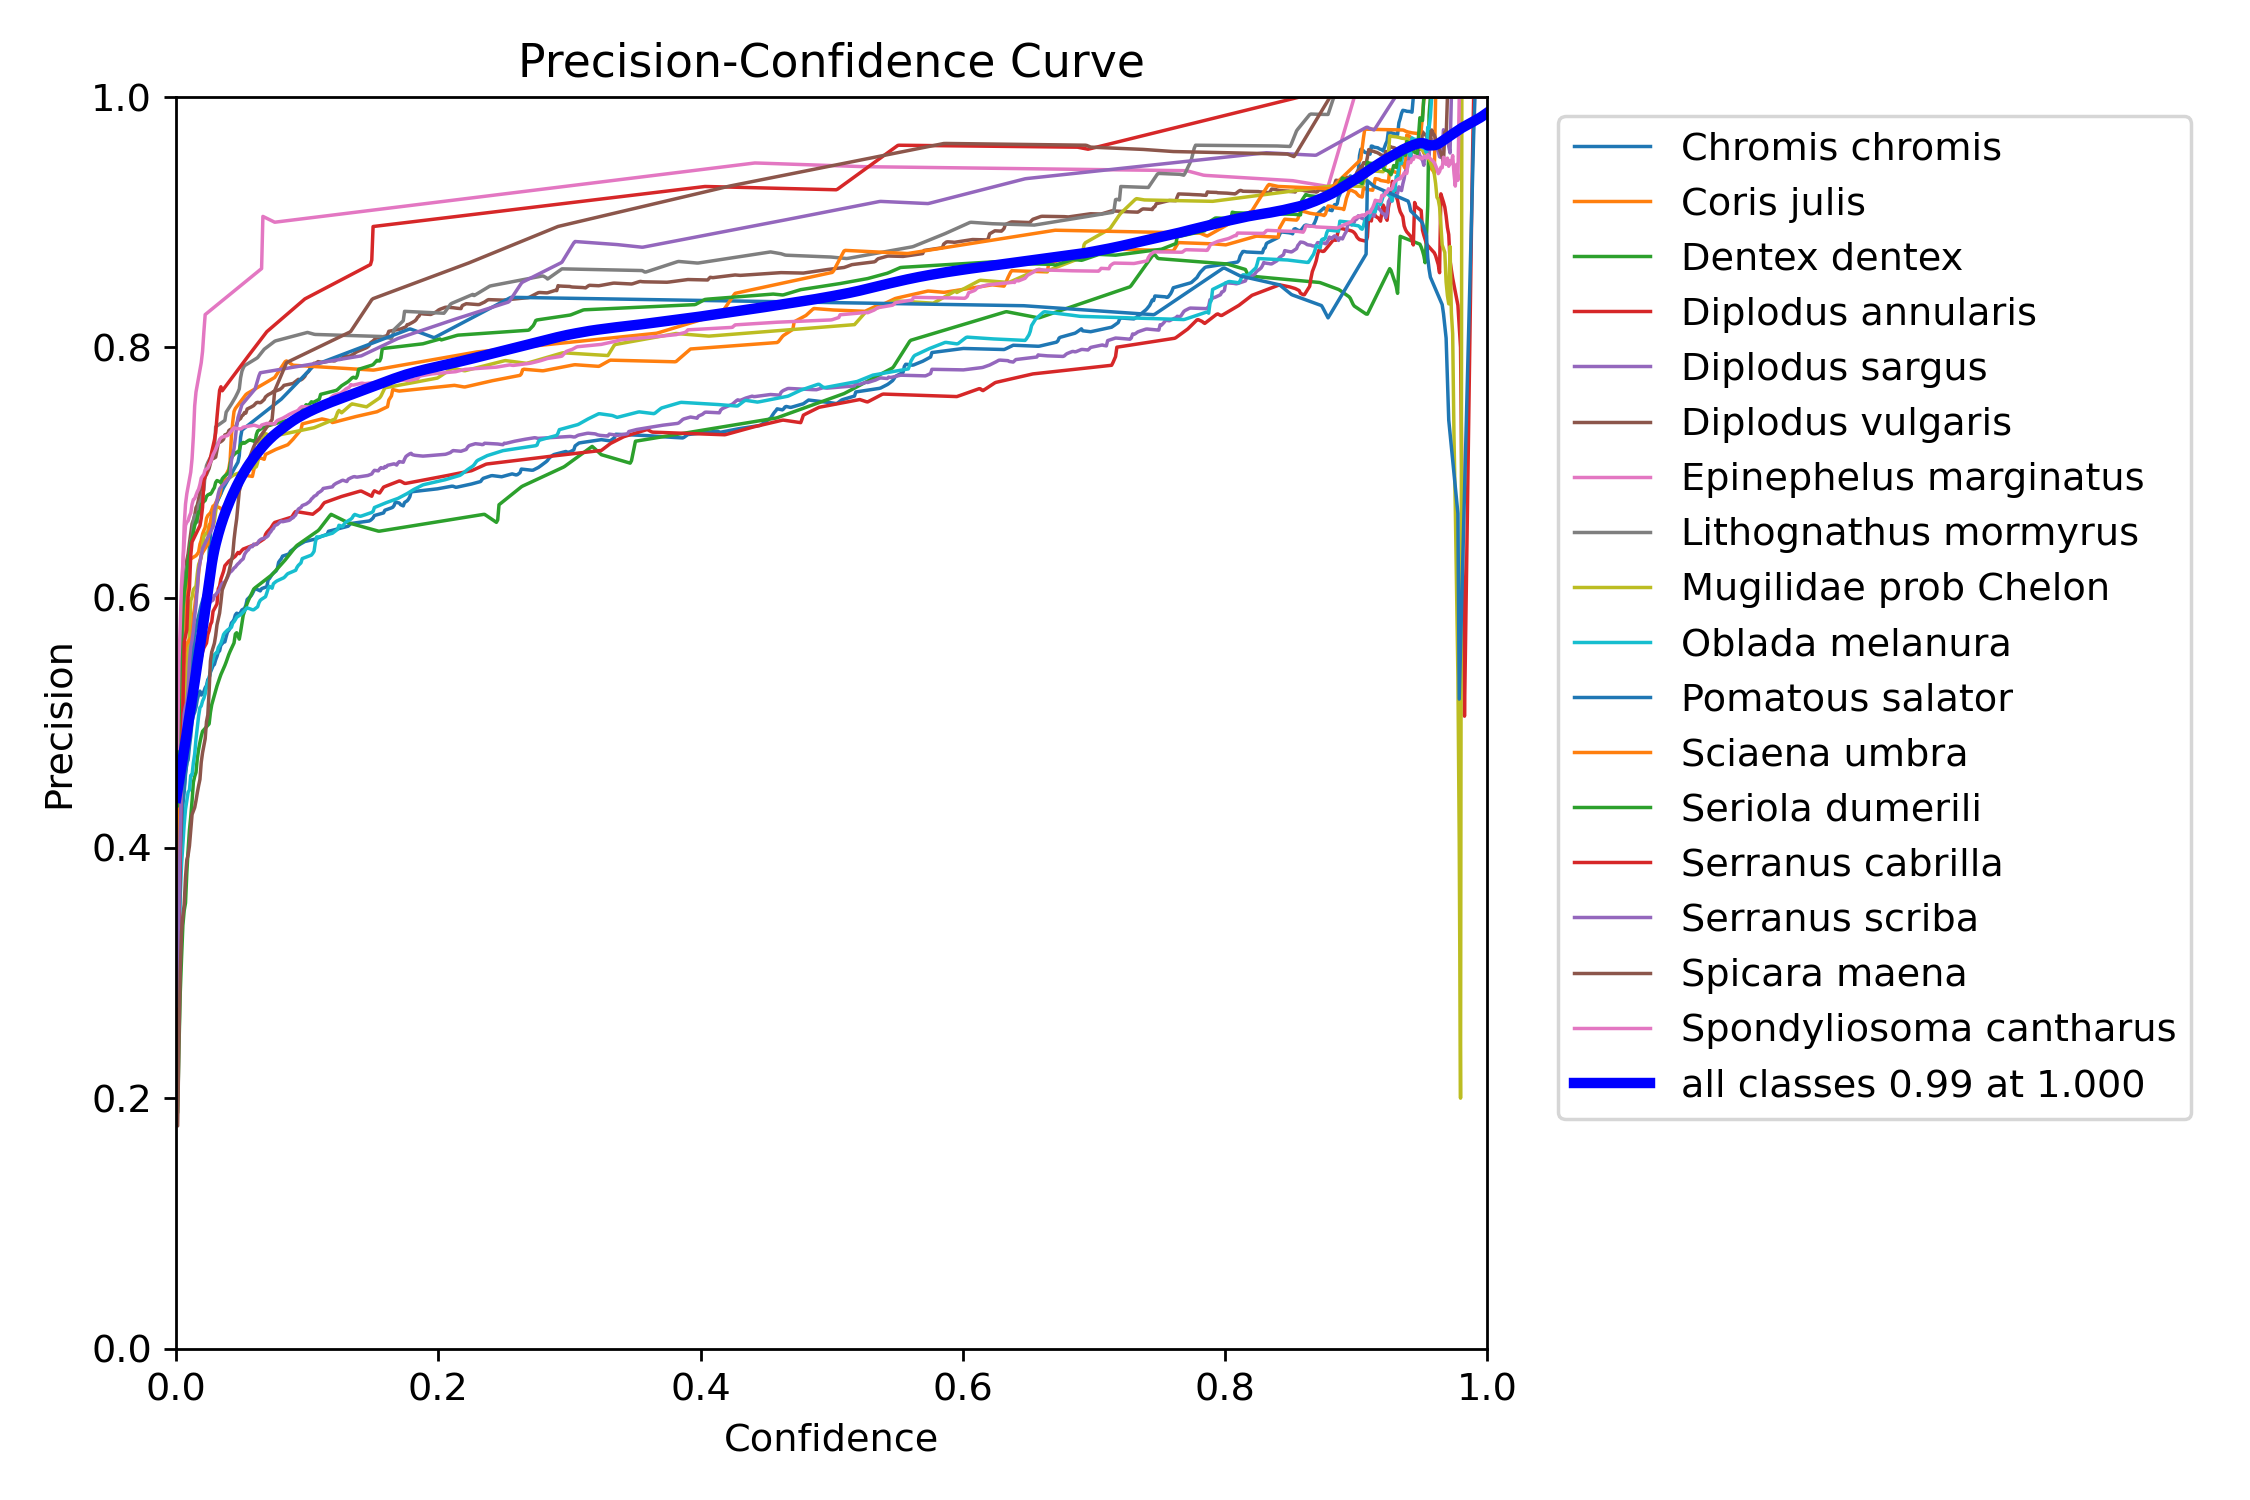 Precision-Confidence Curve
1.0
0.8
0.6
0.4
0.2
0.0
Precision
0.0 0.2 0.4 0.6 0.8 1.0
Confidence
Chromis chromis
Coris julis
Dentex dentex
Diplodus annularis
Diplodus sargus
Diplodus vulgaris
Epinephelus marginatus
Lithognathus mormyrus
Mugilidae prob Chelon
Oblada melanura
Pomatous salator
Sciaena umbra
Seriola dumerili
Serranus cabrilla
Serranus scriba
Spicara maena
Spondyliosoma cantharus
all classes 0.99 at 1.000